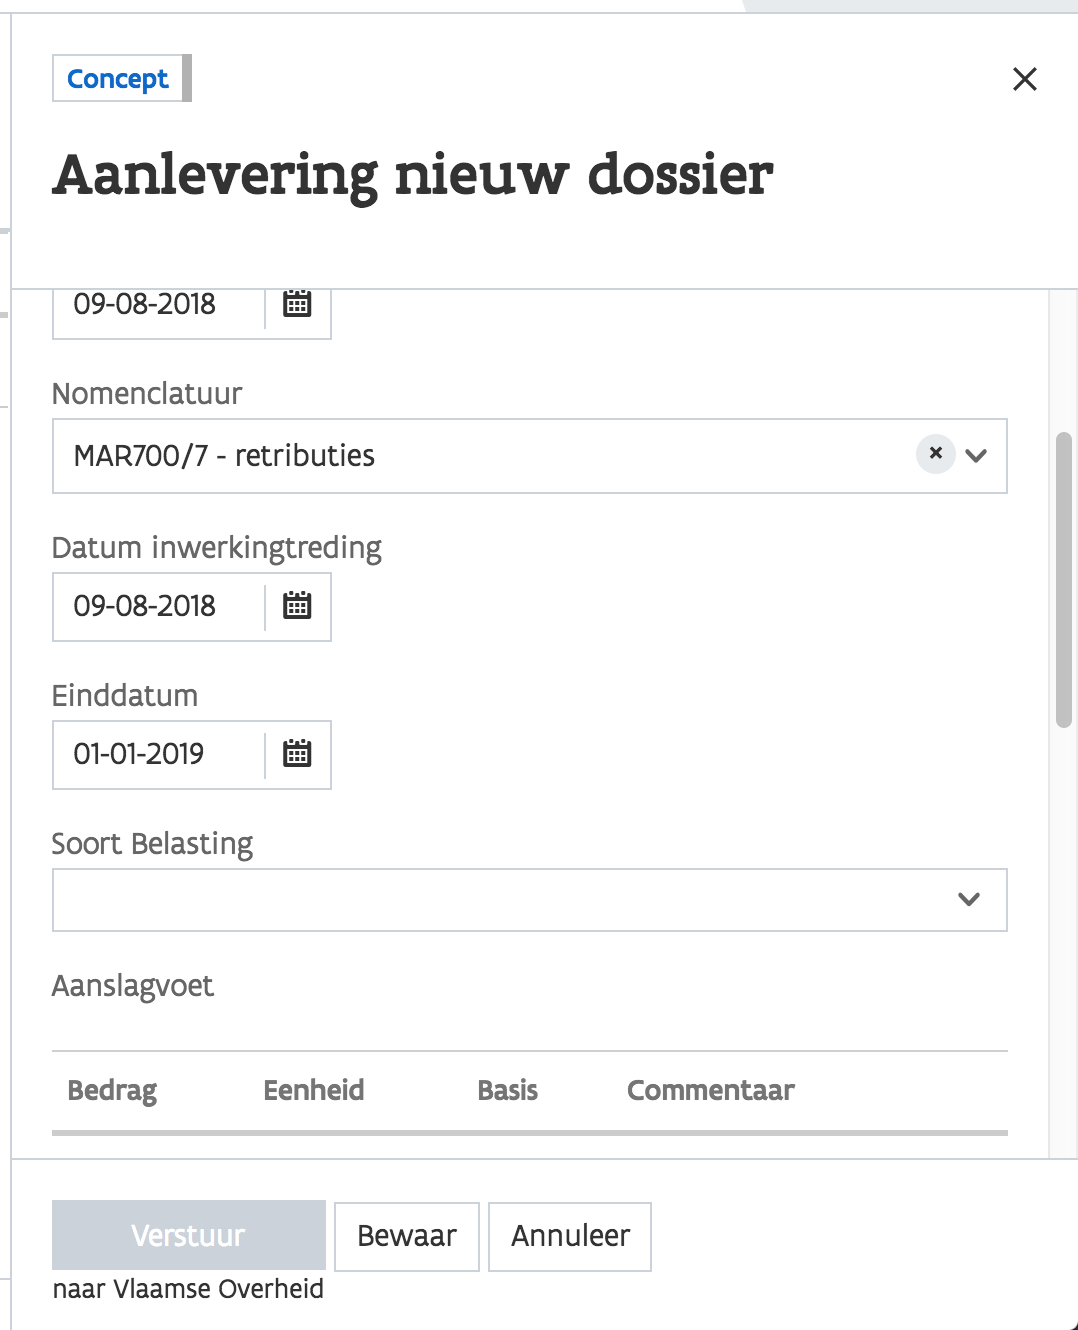 Concept
Aanlevering nieuw dossier
09-08-2018
Nomenclatuur
MAR700/7 - retributies
Datum inwerkingtreding
09-08-2018
Einddatum
01-01-2019
Soort Belasting
Aanslagvoet
Bedrag Eenheid Basis Commentaar
Verstuur Bewaar Annuleer
naar Vlaamse Overheid